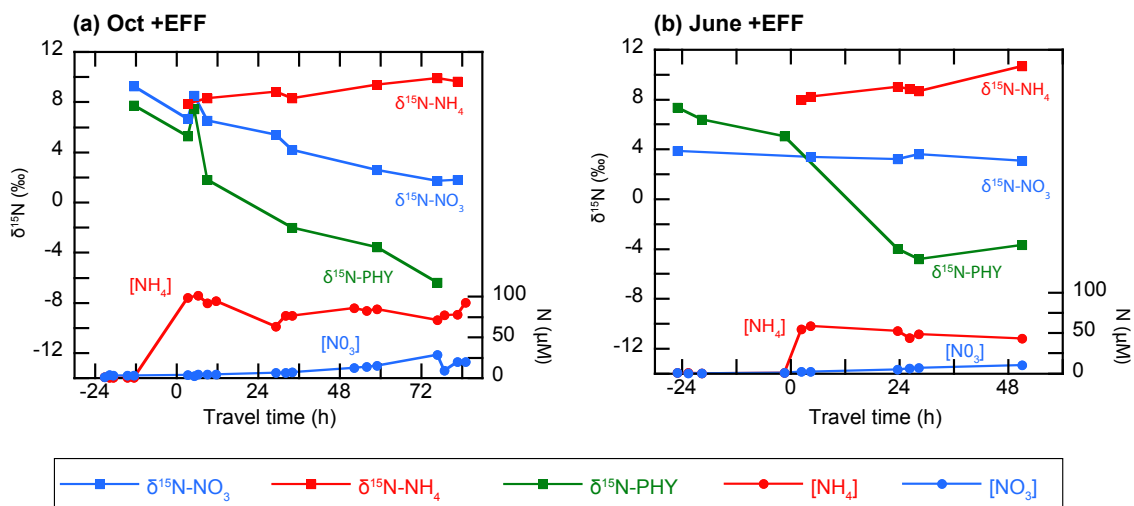 (a) Oct +EFF
12
8
4
0
-4
-8
-12
δ¹⁵N (‰)
δ¹⁵N-NH₄
δ¹⁵N-NO₃
δ¹⁵N-PHY
[NH₄]
[N0₃]
100
50
0
N (µM)
-24 0 24 48 72
Travel time (h)
(b) June +EFF
12
8
4
0
-4
-8
-12
δ¹⁵N (‰)
δ¹⁵N-NH₄
δ¹⁵N-NO₃
δ¹⁵N-PHY
[NH₄]
[N0₃]
100
50
0
N (µM)
-24 0 24 48
Travel time (h)
δ¹⁵N-NO₃ δ¹⁵N-NH₄ δ¹⁵N-PHY [NH₄] [NO₃]